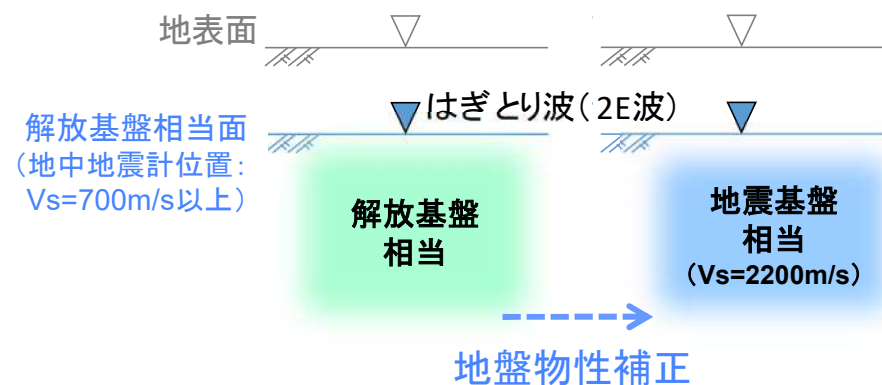 地表面
はぎとり波（2E波）
解放基盤相当面
（地中地震計位置：
Vs=700m/s以上）
解放基盤
相当
地震基盤
相当
（Vs=2200m/s）
地盤物性補正